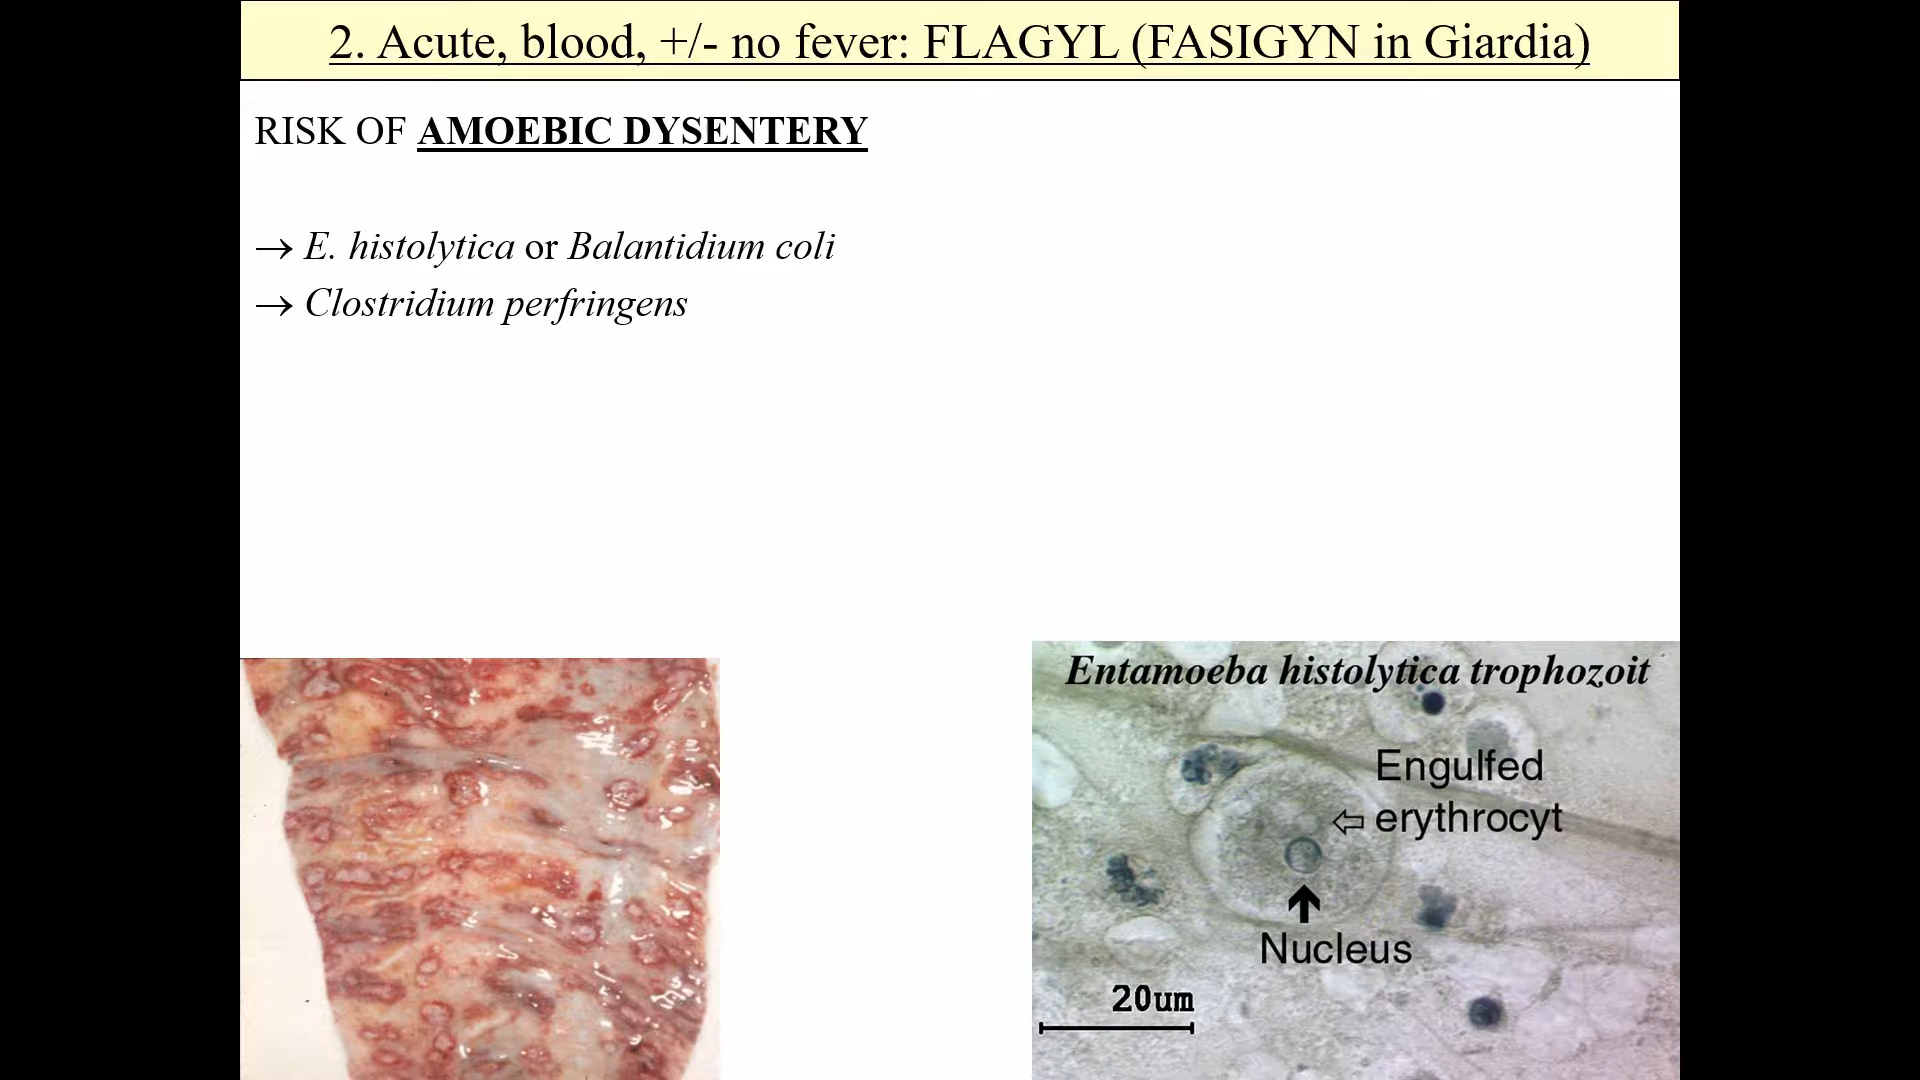 2. Acute, blood, +/- no fever: FLAGYL (FASIGYN in Giardia)
RISK OF AMOEBIC DYSENTERY
→ E. histolytica or Balantidium coli
→ Clostridium perfringens
Entamoeba histolytica trophozoit
Engulfed
erythrocyt
Nucleus
20um